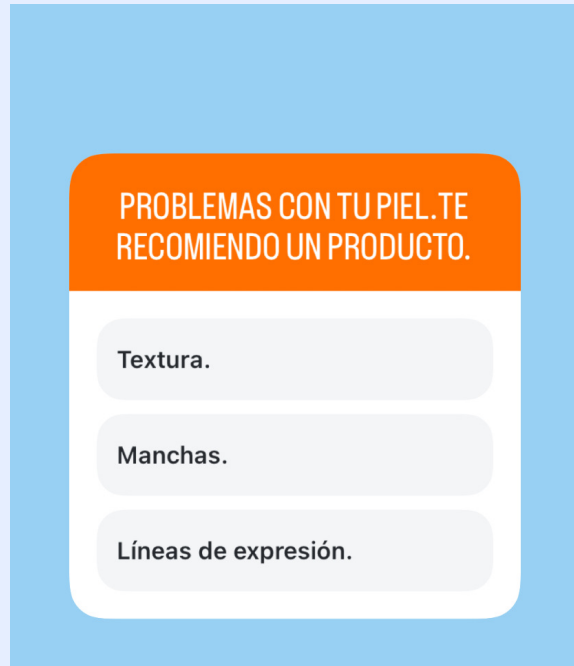 PROBLEMAS CON TU PIEL.TE
RECOMIENDO UN PRODUCTO.
Textura.
Manchas.
Líneas de expresión.